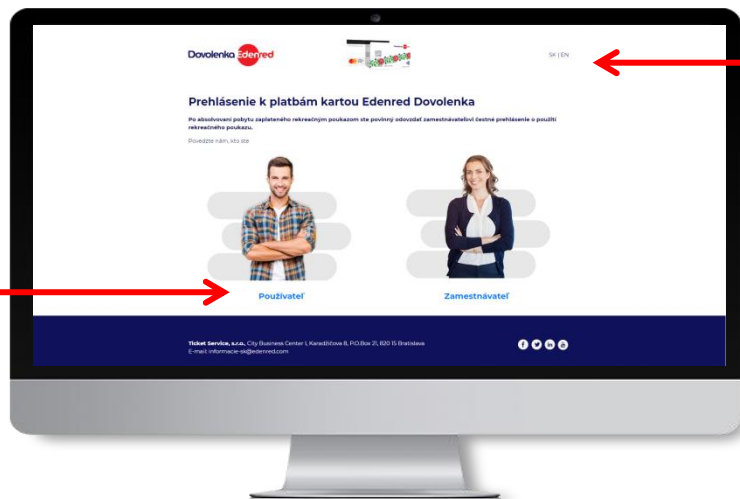 Dovolenka Edenred
SK | EN
Prehlásenie k platbám kartou Edenred Dovolenka
Po absolvovaní pobytu zaplateného rekreačným poukazom ste povinný odovzdať zamestnávateľovi čestné prehlásenie o použití
rekreačného poukazu.
Povedzte nám, kto ste
Používateľ
Zamestnávateľ
Ticket Service, s.r.o., City Business Center I, Karadžičova 8, P.O.Box 21, 820 15 Bratislava
E-mail: informacie-sk@edenred.com